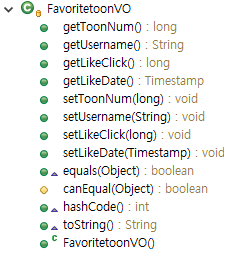 FavoritetoonVO
getToonNum() : long
getUsername() : String
getLikeClick() : long
getLikeDate() : Timestamp
setToonNum(long) : void
setUsername(String) : void
setLikeClick(long) : void
setLikeDate(Timestamp) : void
equals(Object) : boolean
canEqual(Object) : boolean
hashCode() : int
toString() : String
FavoritetoonVO()